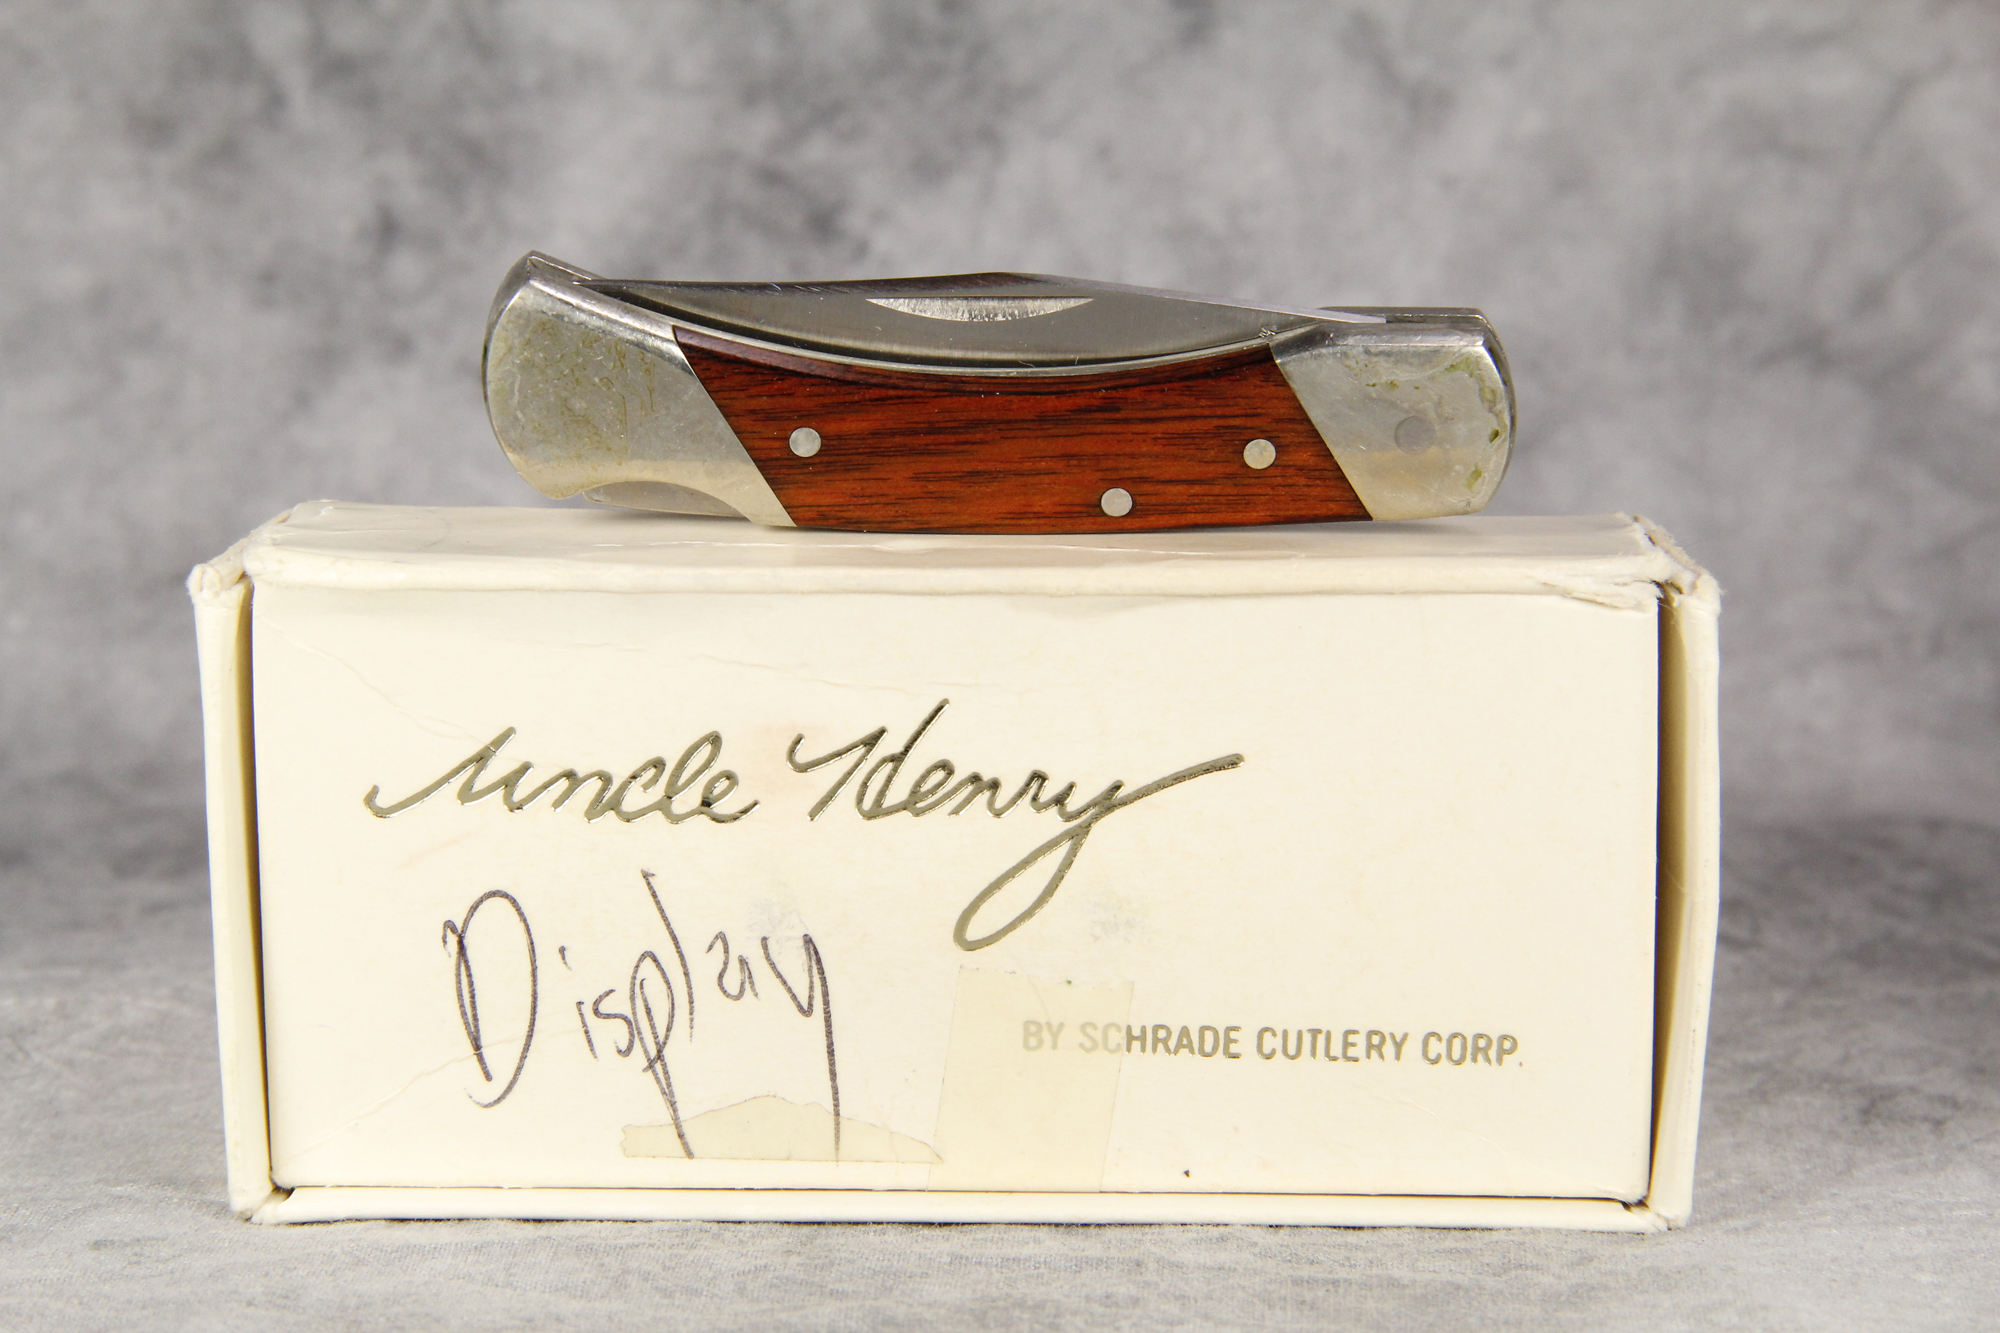 Uncle Henry
Display
BY SCHRADE CUTLERY CORP.